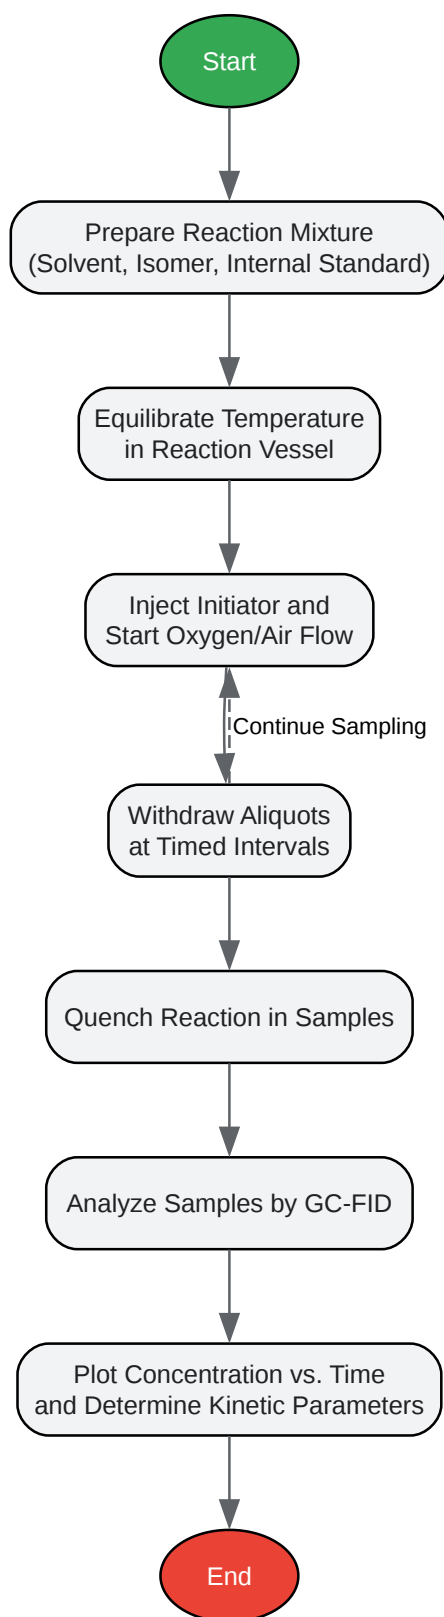 Start
Prepare Reaction Mixture
(Solvent, Isomer, Internal Standard)
Equilibrate Temperature
in Reaction Vessel
Inject Initiator and
Start Oxygen/Air Flow
Continue Sampling
Withdraw Aliquots
at Timed Intervals
Quench Reaction in Samples
Analyze Samples by GC-FID
Plot Concentration vs. Time
and Determine Kinetic Parameters
End